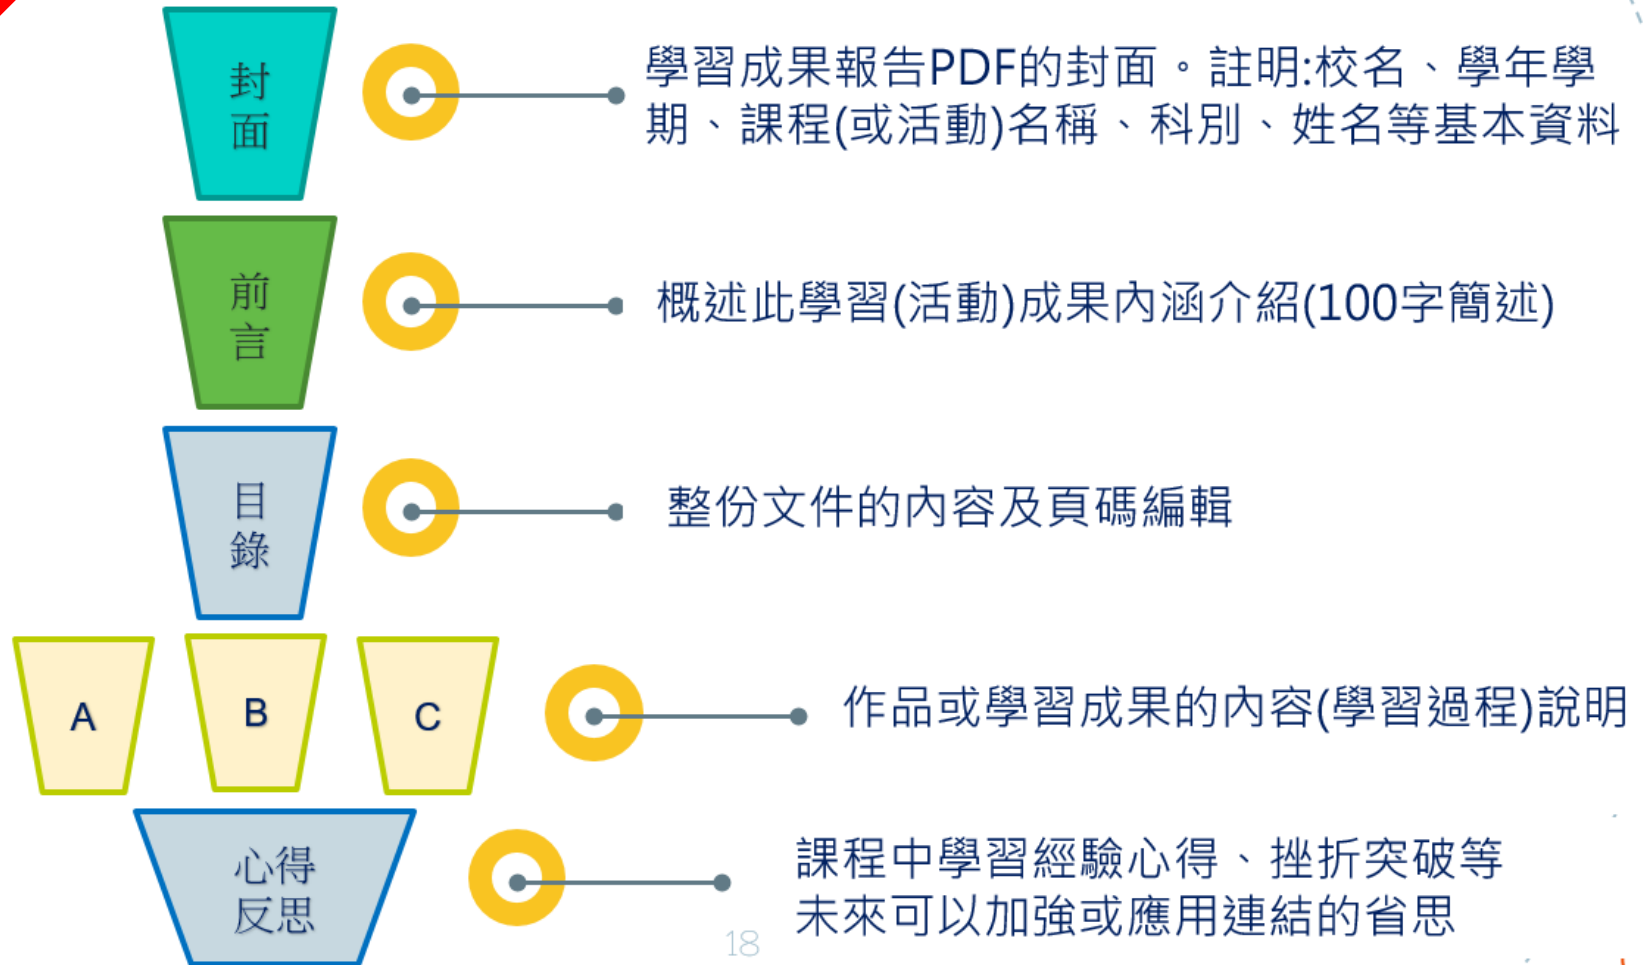 封
面
學習成果報告PDF的封面。註明:校名、學年學
期、課程(或活動)名稱、科別、姓名等基本資料
前
言
概述此學習(活動)成果內涵介紹(100字簡述)
目
錄
整份文件的內容及頁碼編輯
A
B
C
作品或學習成果的內容(學習過程)說明
心得
反思
課程中學習經驗心得、挫折突破等
未來可以加強或應用連結的省思
18